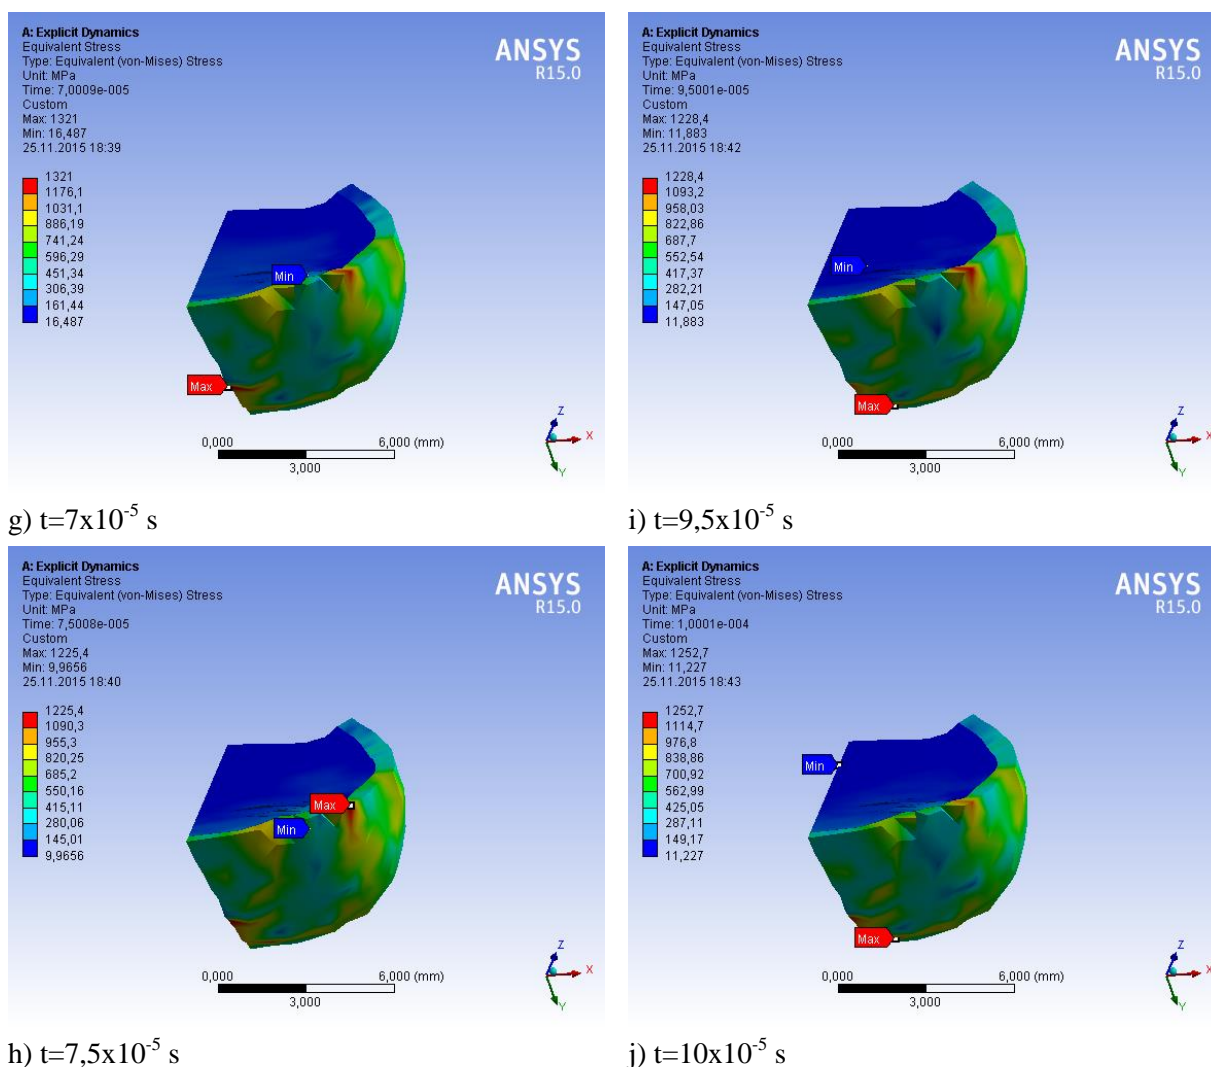 A: Explicit Dynamics
Equivalent Stress
Type: Equivalent (von-Mises) Stress
Unit: MPa
Time: 7,0009e-005
Custom
Max: 1321
Min: 16,487
25.11.2015 18:39
ANSYS
R15.0
1321
1176,1
1031,1
886,19
741,24
596,29
451,34
306,39
161,44
16,487
Min
Max
0,000
6,000 (mm)
3,000
Z
X
Y
g) t=7x10-5 s
A: Explicit Dynamics
Equivalent Stress
Type: Equivalent (von-Mises) Stress
Unit: MPa
Time: 9,5001e-005
Custom
Max: 1228,4
Min: 11,883
25.11.2015 18:42
ANSYS
R15.0
1228,4
1093,2
958,03
822,86
687,7
552,54
417,37
282,21
147,05
11,883
Min
Max
0,000
6,000 (mm)
3,000
Z
X
Y
i) t=9,5x10-5 s
A: Explicit Dynamics
Equivalent Stress
Type: Equivalent (von-Mises) Stress
Unit: MPa
Time: 7,5008e-005
Custom
Max: 1225,4
Min: 9,9656
25.11.2015 18:40
ANSYS
R15.0
1225,4
1090,3
955,3
820,25
685,2
550,16
415,11
280,06
145,01
9,9656
Max
Min
0,000
6,000 (mm)
3,000
Z
X
Y
h) t=7,5x10-5 s
A: Explicit Dynamics
Equivalent Stress
Type: Equivalent (von-Mises) Stress
Unit: MPa
Time: 1,0001e-004
Custom
Max: 1252,7
Min: 11,227
25.11.2015 18:43
ANSYS
R15.0
1252,7
1114,7
976,8
838,86
700,92
562,99
425,05
287,11
149,17
11,227
Min
Max
0,000
6,000 (mm)
3,000
Z
X
Y
j) t=10x10-5 s